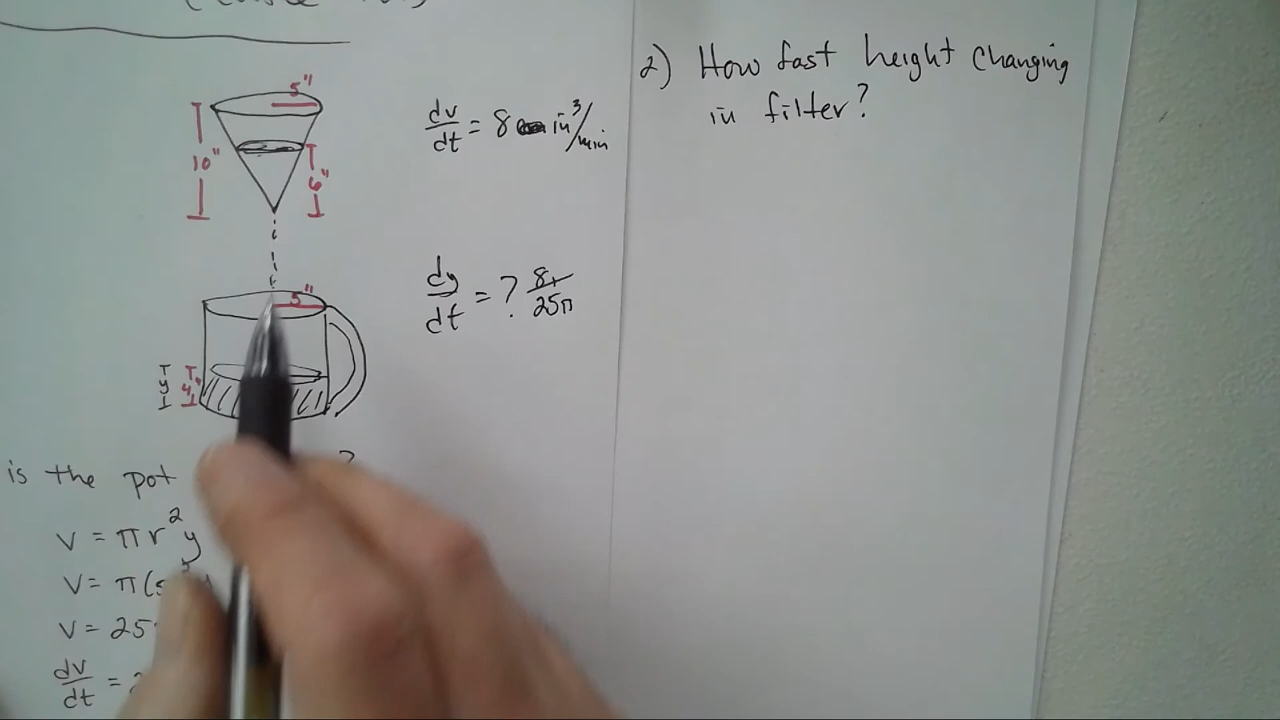 5"
10"
6"
dv/dt = 8 in³/min
5"
dy/dt = ? 8/25π
y
4"
is the pot ?
V = πr²y
V = π(5
V = 25
dv/dt =
2) How fast height changing
in filter?